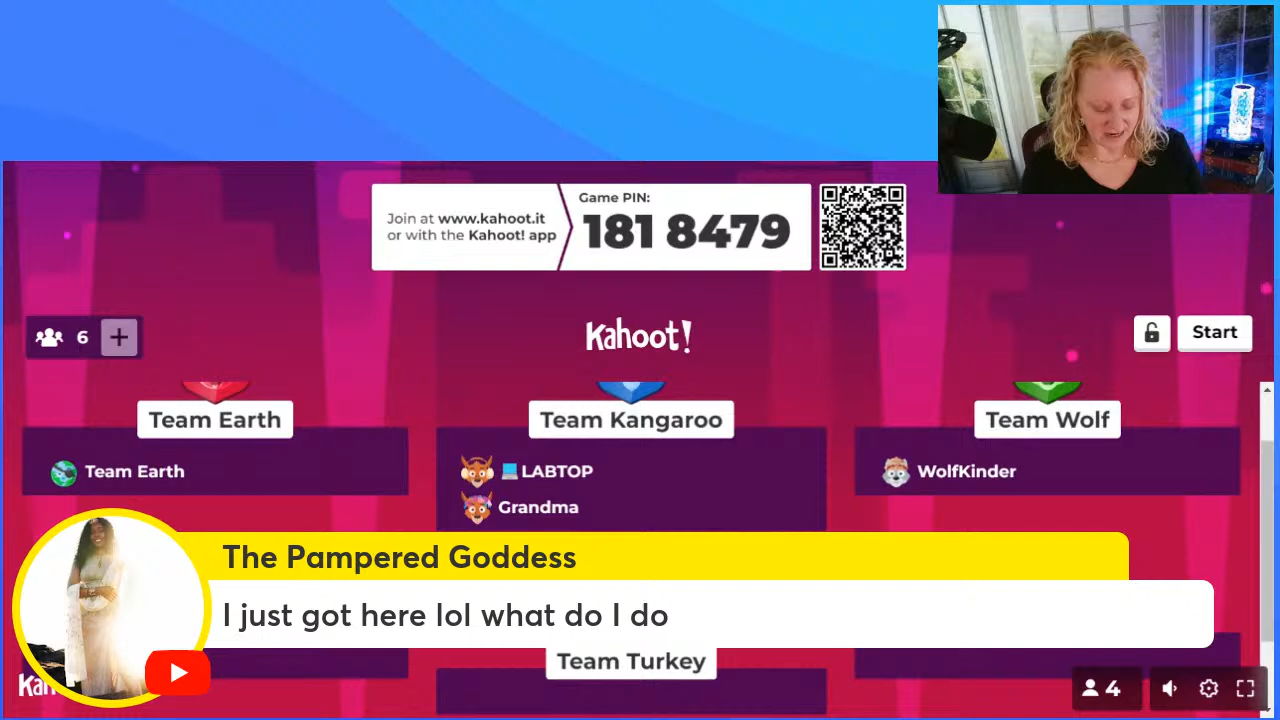 Join at www.kahoot.it
or with the Kahoot! app
Game PIN:
181 8479
6
Kahoot!
Start
Team Earth
Team Kangaroo
Team Wolf
Team Earth
LABTOP
WolfKinder
Grandma
The Pampered Goddess
I just got here lol what do I do
Team Turkey
Kah
4